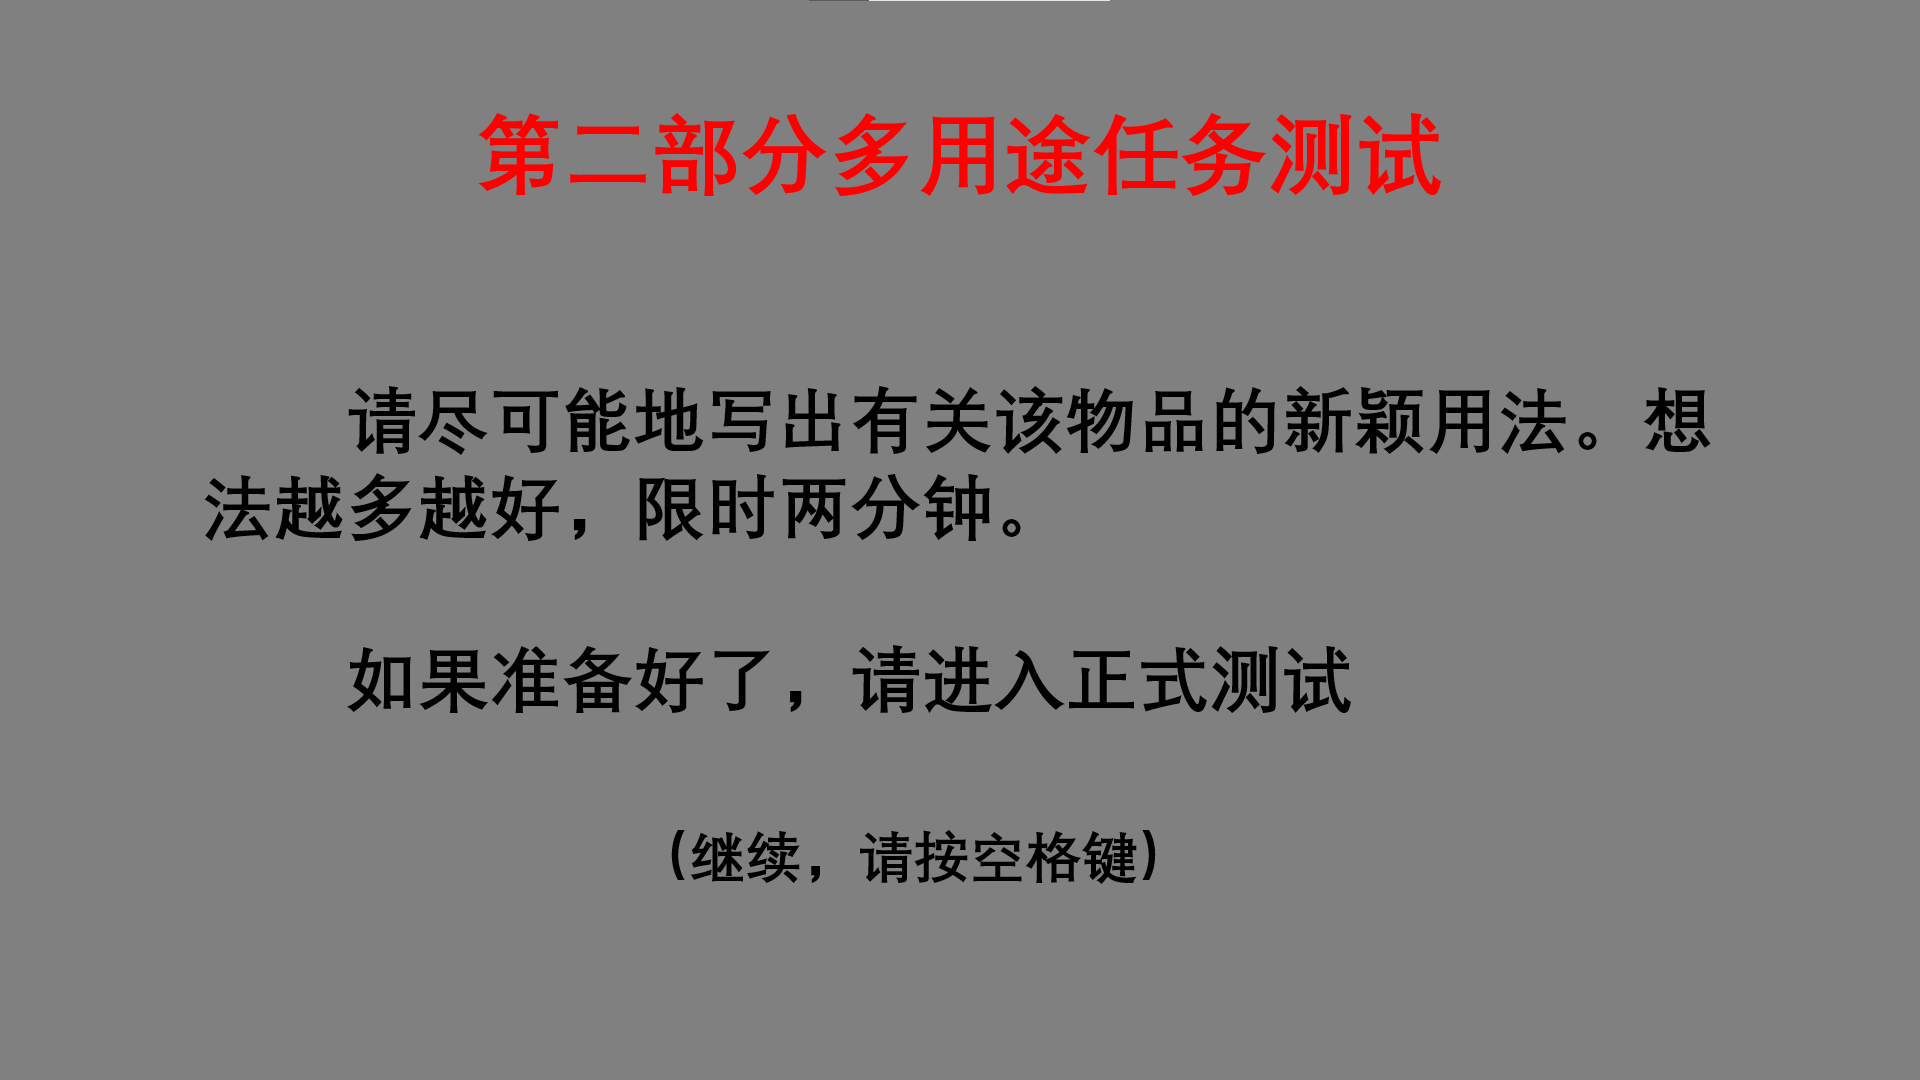 第二部分多用途任务测试
请尽可能地写出有关该物品的新颖用法。想
法越多越好，限时两分钟。
如果准备好了，请进入正式测试
(继续，请按空格键)